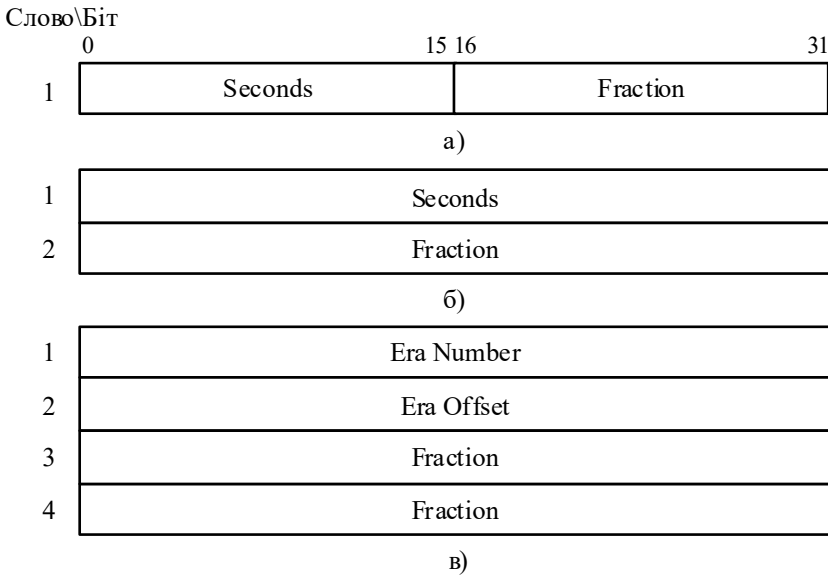 Слово\Біт
0 15 16 31
1 Seconds Fraction
а)
1 Seconds
2 Fraction
б)
1 Era Number
2 Era Offset
3 Fraction
4 Fraction
в)